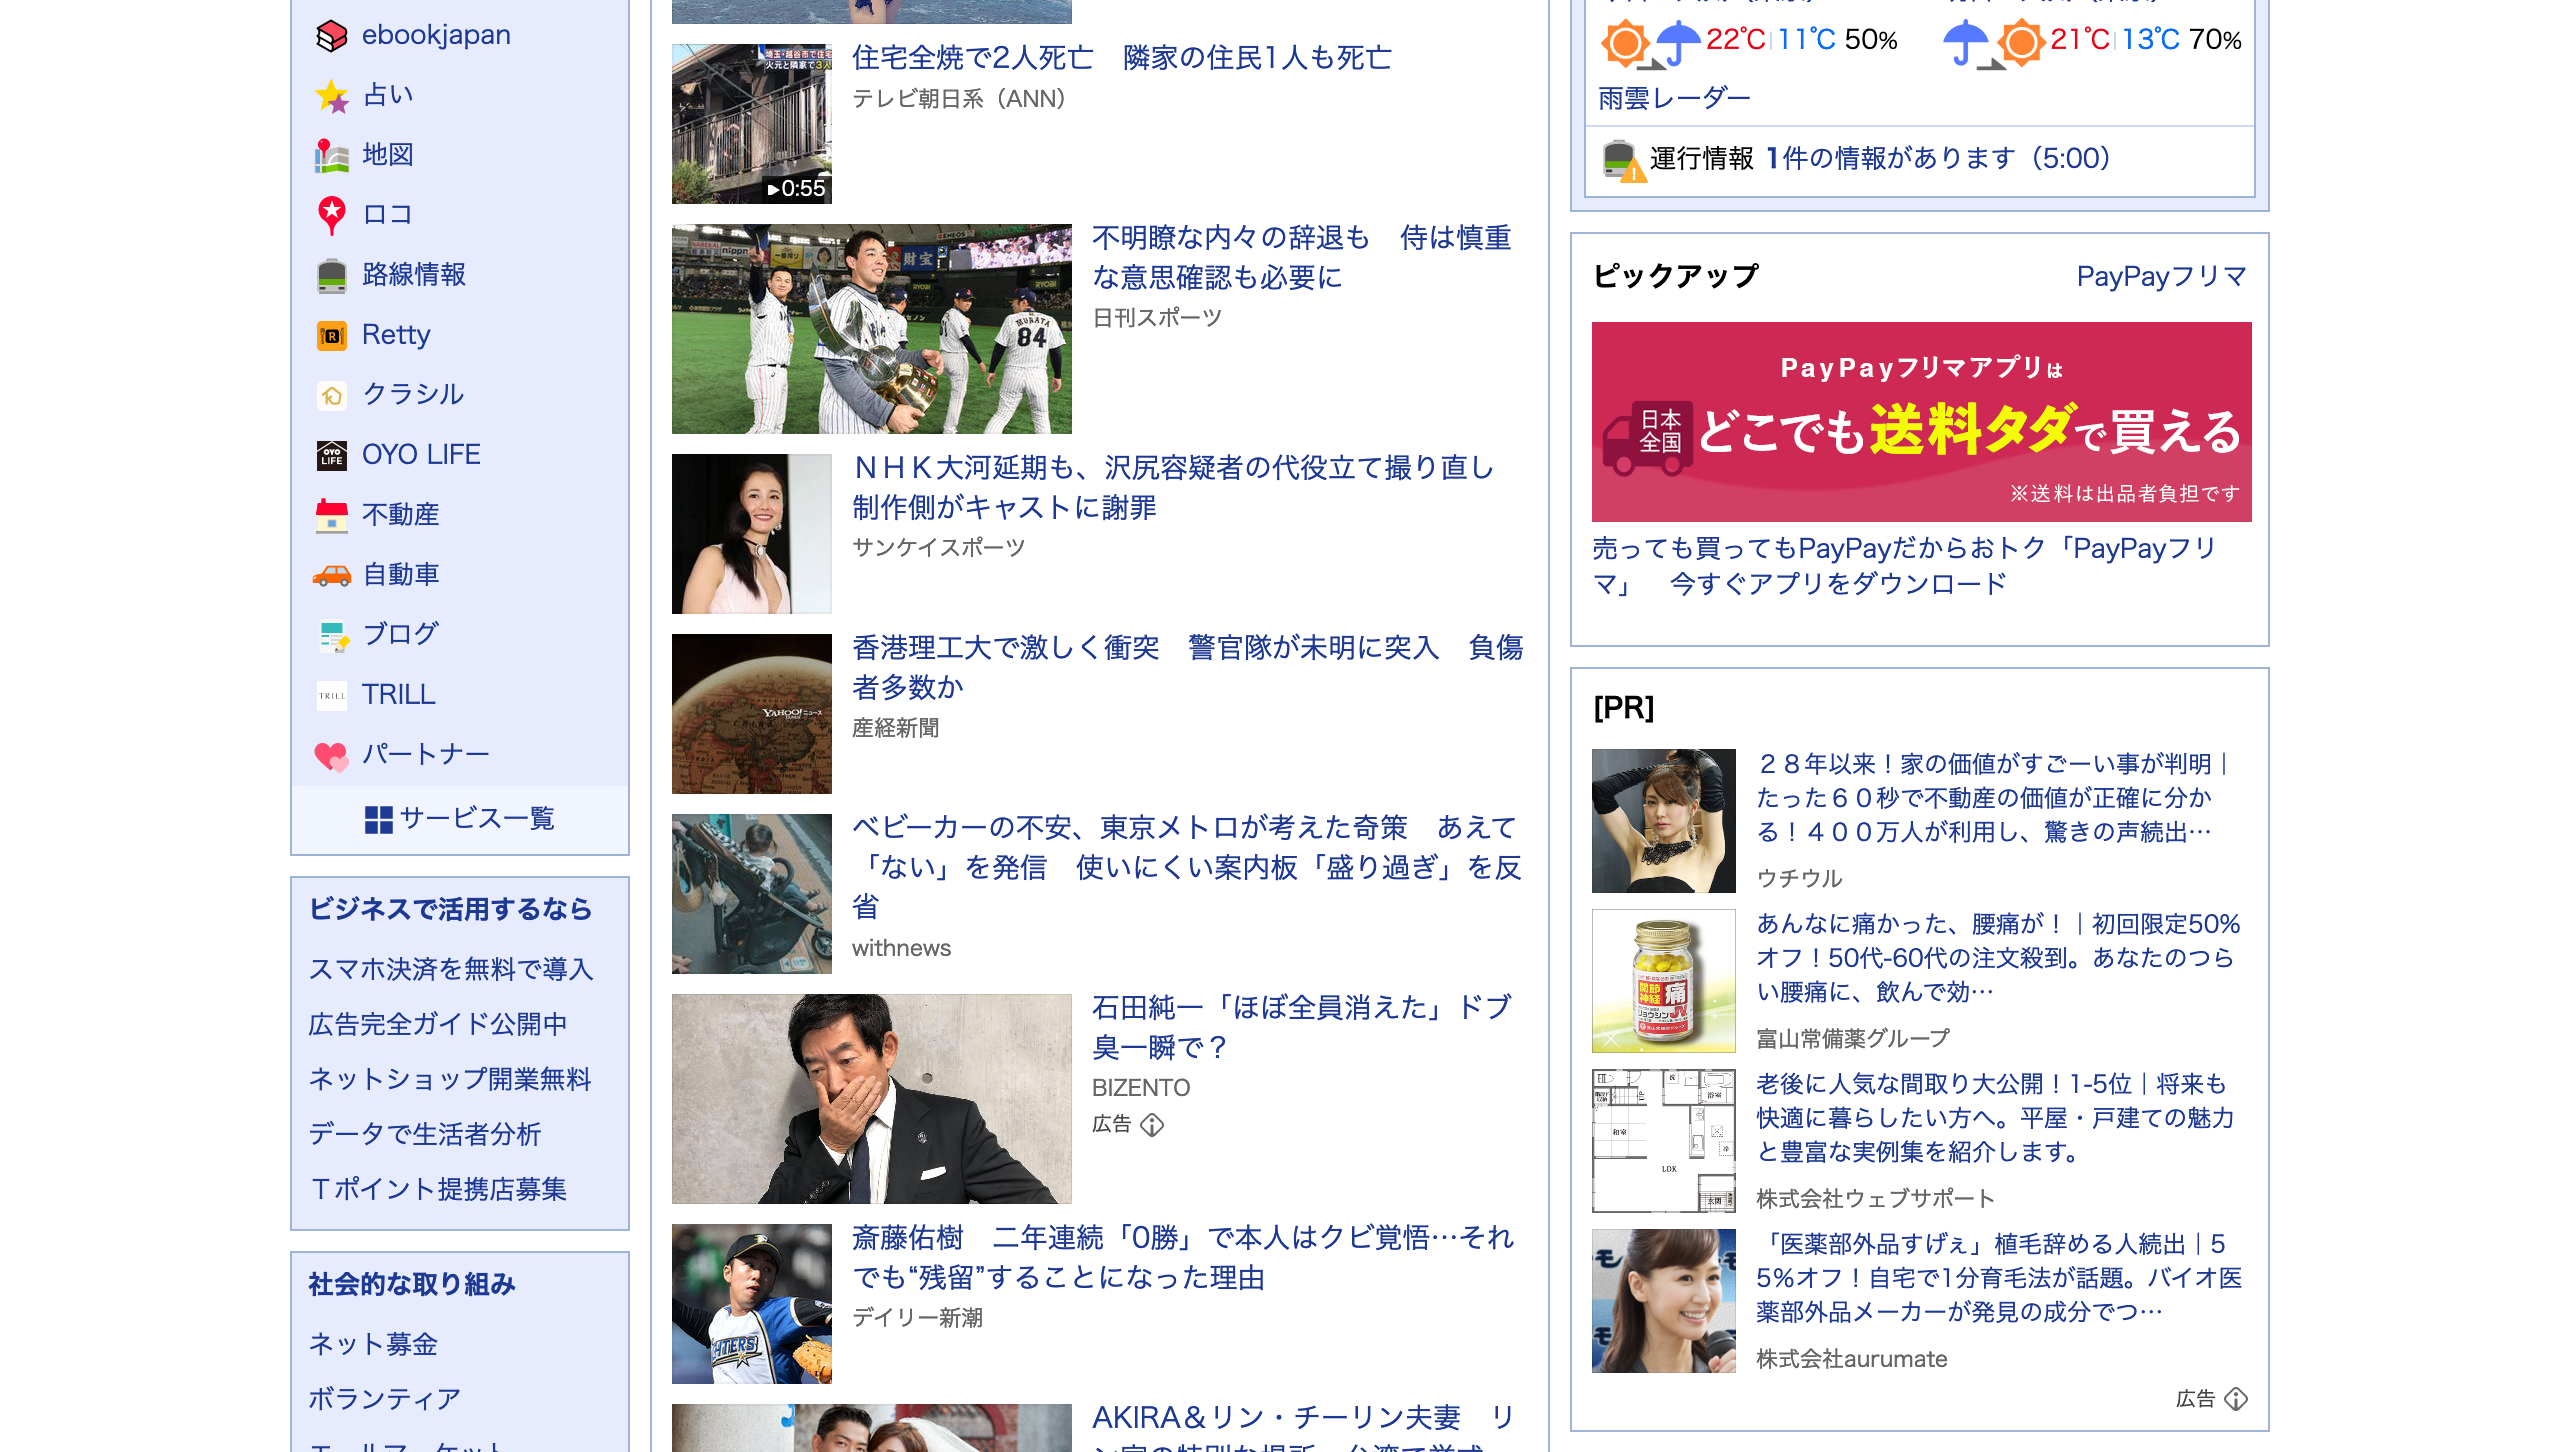 ebookjapan
占い
地図
ロコ
路線情報
Retty
クラシル
OYO LIFE
不動産
自動車
ブログ
TRILL
パートナー
サービス一覧
ビジネスで活用するなら
スマホ決済を無料で導入
広告完全ガイド公開中
ネットショップ開業無料
データで生活者分析
Tポイント提携店募集
社会的な取り組み
ネット募金
ボランティア
エールマーケット
住宅全焼で2人死亡　隣家の住民1人も死亡
テレビ朝日系（ANN）
0:55
不明瞭な内々の辞退も　侍は慎重
な意思確認も必要に
日刊スポーツ
MURATA
84
ＮＨＫ大河延期も、沢尻容疑者の代役立て撮り直し
制作側がキャストに謝罪
サンケイスポーツ
香港理工大で激しく衝突　警官隊が未明に突入　負傷
者多数か
産経新聞
YAHOO!ニュース
ベビーカーの不安、東京メトロが考えた奇策　あえて
「ない」を発信　使いにくい案内板「盛り過ぎ」を反
省
withnews
石田純一「ほぼ全員消えた」ドブ
臭一瞬で？
BIZENTO
広告
斎藤佑樹　二年連続「0勝」で本人はクビ覚悟…それ
でも“残留”することになった理由
デイリー新潮
AKIRA＆リン・チーリン夫妻　リ
22℃ 11℃ 50%
21℃ 13℃ 70%
雨雲レーダー
運行情報 1件の情報があります（5:00）
ピックアップ
PayPayフリマ
PayPayフリマアプリは
日本
全国
どこでも送料タダで買える
※送料は出品者負担です
売っても買ってもPayPayだからおトク「PayPayフリ
マ」　今すぐアプリをダウンロード
[PR]
２８年以来！家の価値がすごーい事が判明｜
たった６０秒で不動産の価値が正確に分か
る！４００万人が利用し、驚きの声続出…
ウチウル
あんなに痛かった、腰痛が！｜初回限定50%
オフ！50代-60代の注文殺到。あなたのつら
い腰痛に、飲んで効…
富山常備薬グループ
老後に人気な間取り大公開！1-5位｜将来も
快適に暮らしたい方へ。平屋・戸建ての魅力
と豊富な実例集を紹介します。
株式会社ウェブサポート
「医薬部外品すげぇ」植毛辞める人続出｜5
5%オフ！自宅で1分育毛法が話題。バイオ医
薬部外品メーカーが発見の成分でつ…
株式会社aurumate
広告